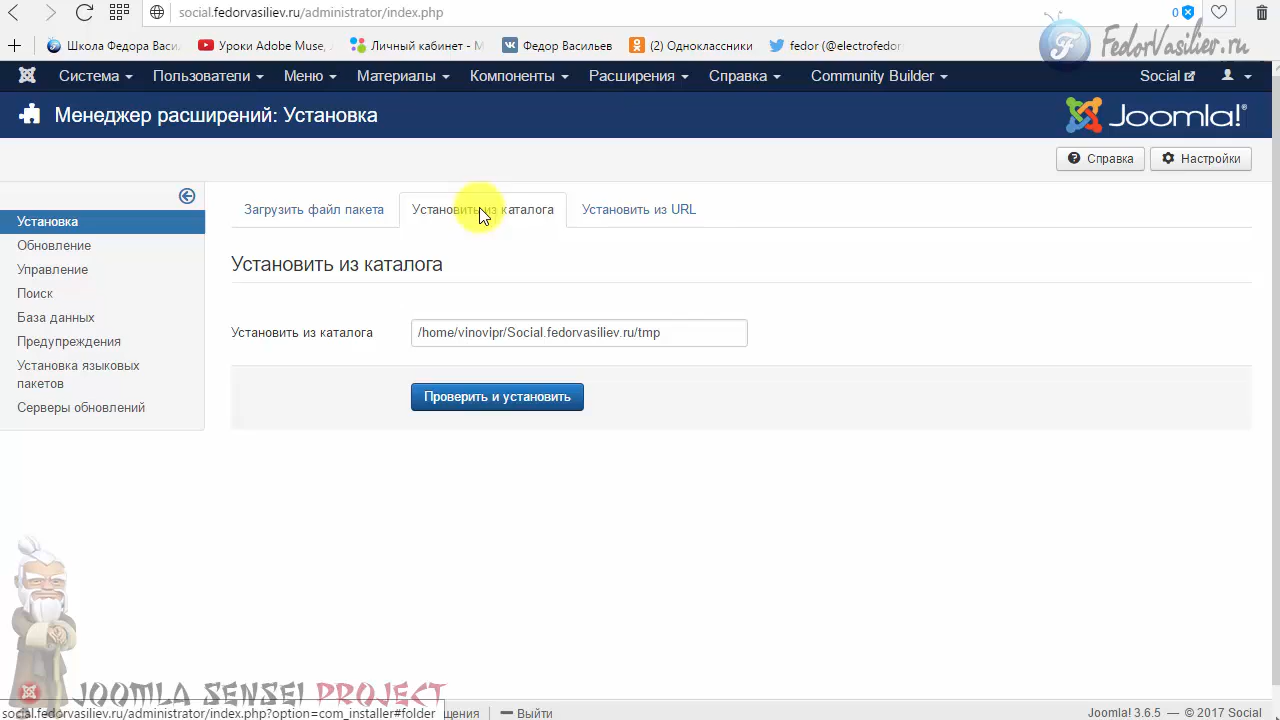 social.fedorvasiliev.ru/administrator/index.php
0
Школа Федора Васи
Уроки Adobe Muse,
Личный кабинет - М
Федор Васильев
(2) Одноклассники
fedor (@electrofedor
FedorVasiliev.ru
Система
Пользователи
Меню
Материалы
Компоненты
Расширения
Справка
Community Builder
Social
Менеджер расширений: Установка
Joomla!®
Справка
Настройки
Установка
Обновление
Управление
Поиск
База данных
Предупреждения
Установка языковых
пакетов
Серверы обновлений
Загрузить файл пакета
Установить из каталога
Установить из URL
Установить из каталога
Установить из каталога
/home/vinovipr/Social.fedorvasiliev.ru/tmp
Проверить и установить
JOOMLA SENSEI PROJECT
social.fedorvasiliev.ru/administrator/index.php?option=com_installer#folder
щения
Выйти
Joomla! 3.6.5 — © 2017 Social